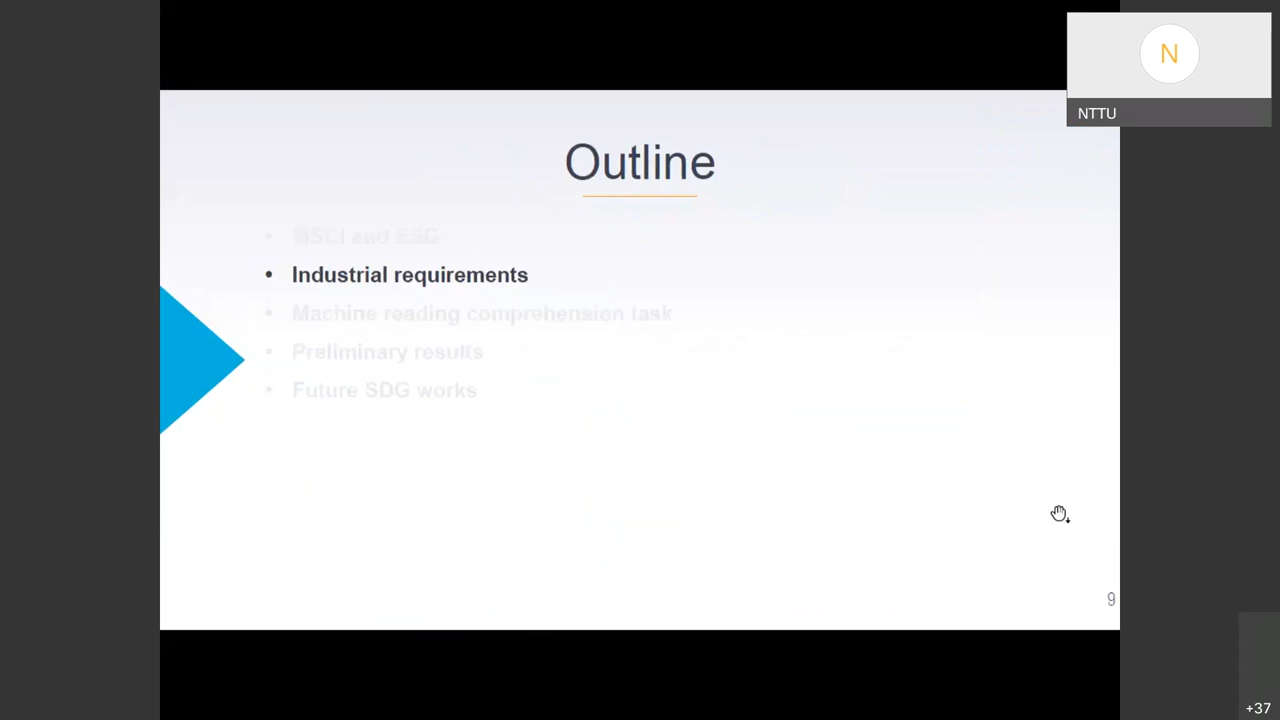 N
NTTU
Outline
• MSCI and ESG
• Industrial requirements
• Machine reading comprehension task
• Preliminary results
• Future SDG works
9
+37